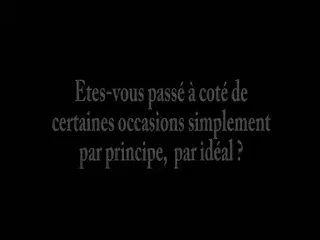 Etes-vous passé à coté de
certaines occasions simplement
par principe, par idéal ?